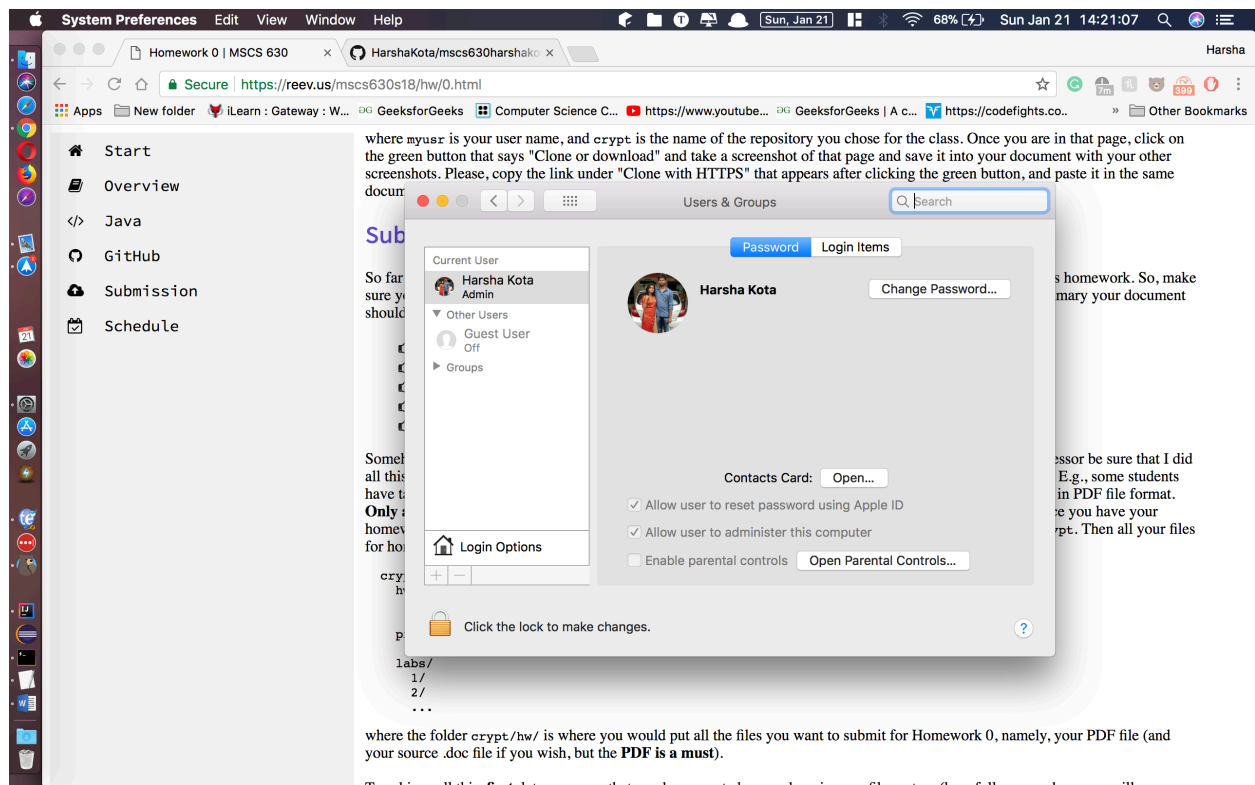 System Preferences Edit View Window Help
Sun, Jan 21
68%
Sun Jan 21 14:21:07
Homework 0 | MSCS 630 ×
HarshaKota/mscs630harshako ×
Harsha
Secure https://reev.us/mscs630s18/hw/0.html
7m
399
Apps New folder iLearn : Gateway : W... GeeksforGeeks Computer Science C... https://www.youtube... GeeksforGeeks | A c... https://codefights.co.. » Other Bookmarks
Start
Overview
Java
GitHub
Submission
Schedule
where myusr is your user name, and crypt is the name of the repository you chose for the class. Once you are in that page, click on
the green button that says "Clone or download" and take a screenshot of that page and save it into your document with your other
screenshots. Please, copy the link under "Clone with HTTPS" that appears after clicking the green button, and paste it in the same
docum
Sub
So far
s homework. So, make
sure yo
mary your document
should
Someh
essor be sure that I did
all this
E.g., some students
have ta
in PDF file format.
Only a
ce you have your
homew
ypt. Then all your files
for hor
cryp
hw
p
labs/
1/
2/
...
where the folder crypt/hw/ is where you would put all the files you want to submit for Homework 0, namely, your PDF file (and
your source .doc file if you wish, but the PDF is a must).
Users & Groups
Search
Current User
Harsha Kota
Admin
Other Users
Guest User
Off
Groups
Login Options
+ −
Password Login Items
Harsha Kota
Change Password...
Contacts Card: Open...
Allow user to reset password using Apple ID
Allow user to administer this computer
Enable parental controls Open Parental Controls...
Click the lock to make changes.
?
21